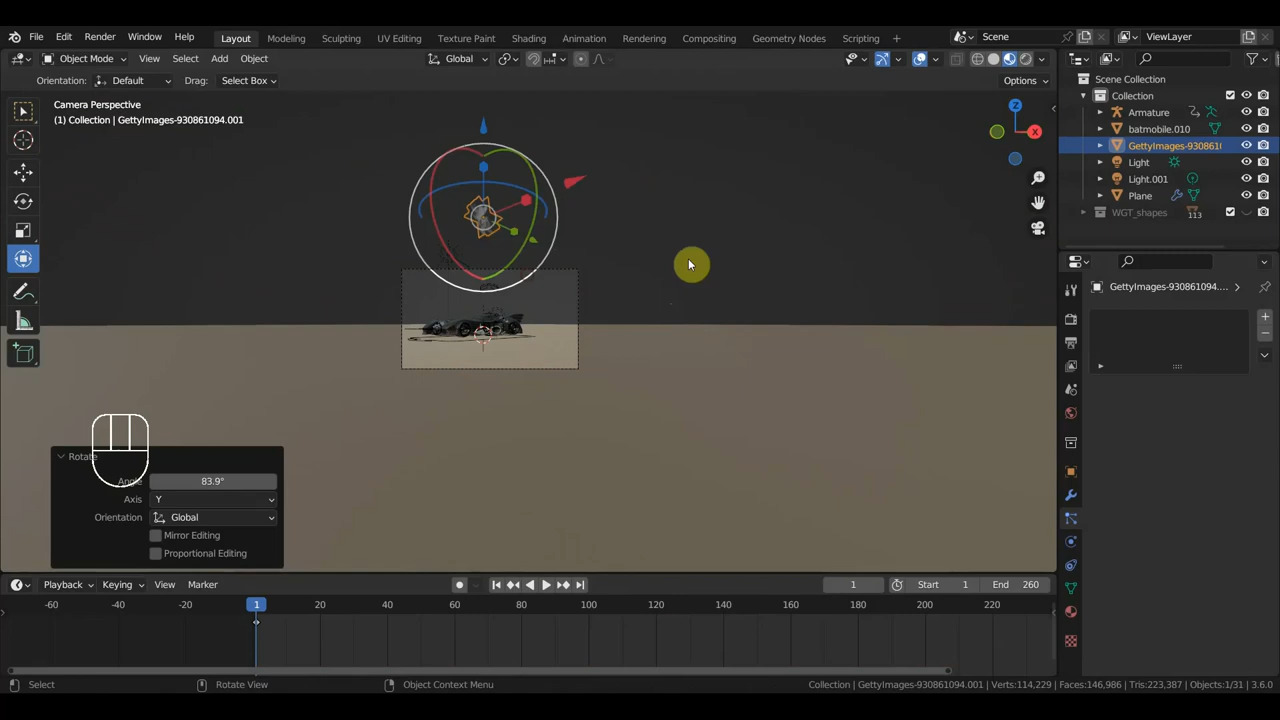 File Edit Render Window Help Layout Modeling Sculpting UV Editing Texture Paint Shading Animation Rendering Compositing Geometry Nodes Scripting + Scene ViewLayer
Object Mode View Select Add Object Global
Orientation: Default Drag: Select Box Options
Camera Perspective
(1) Collection | GettyImages-930861094.001
Z
X
Scene Collection
Collection
Armature
batmobile.010
GettyImages-930861
Light
Light.001
Plane
WGT_shapes 113
GettyImages-930861094....
Rotate
Angle 83.9°
Axis Y
Orientation Global
Mirror Editing
Proportional Editing
Playback Keying View Marker 1 Start 1 End 260
-60 -40 -20 1 20 40 60 80 100 120 140 160 180 200 220
Select Rotate View Object Context Menu Collection | GettyImages-930861094.001 | Verts:114,229 | Faces:146,986 | Tris:223,387 | Objects:1/31 | 3.6.0